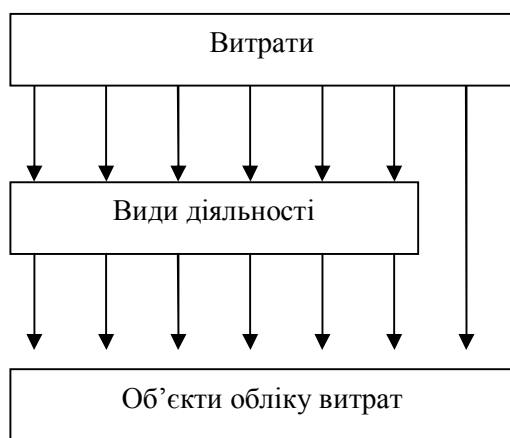 Витрати
Види діяльності
Об’єкти обліку витрат